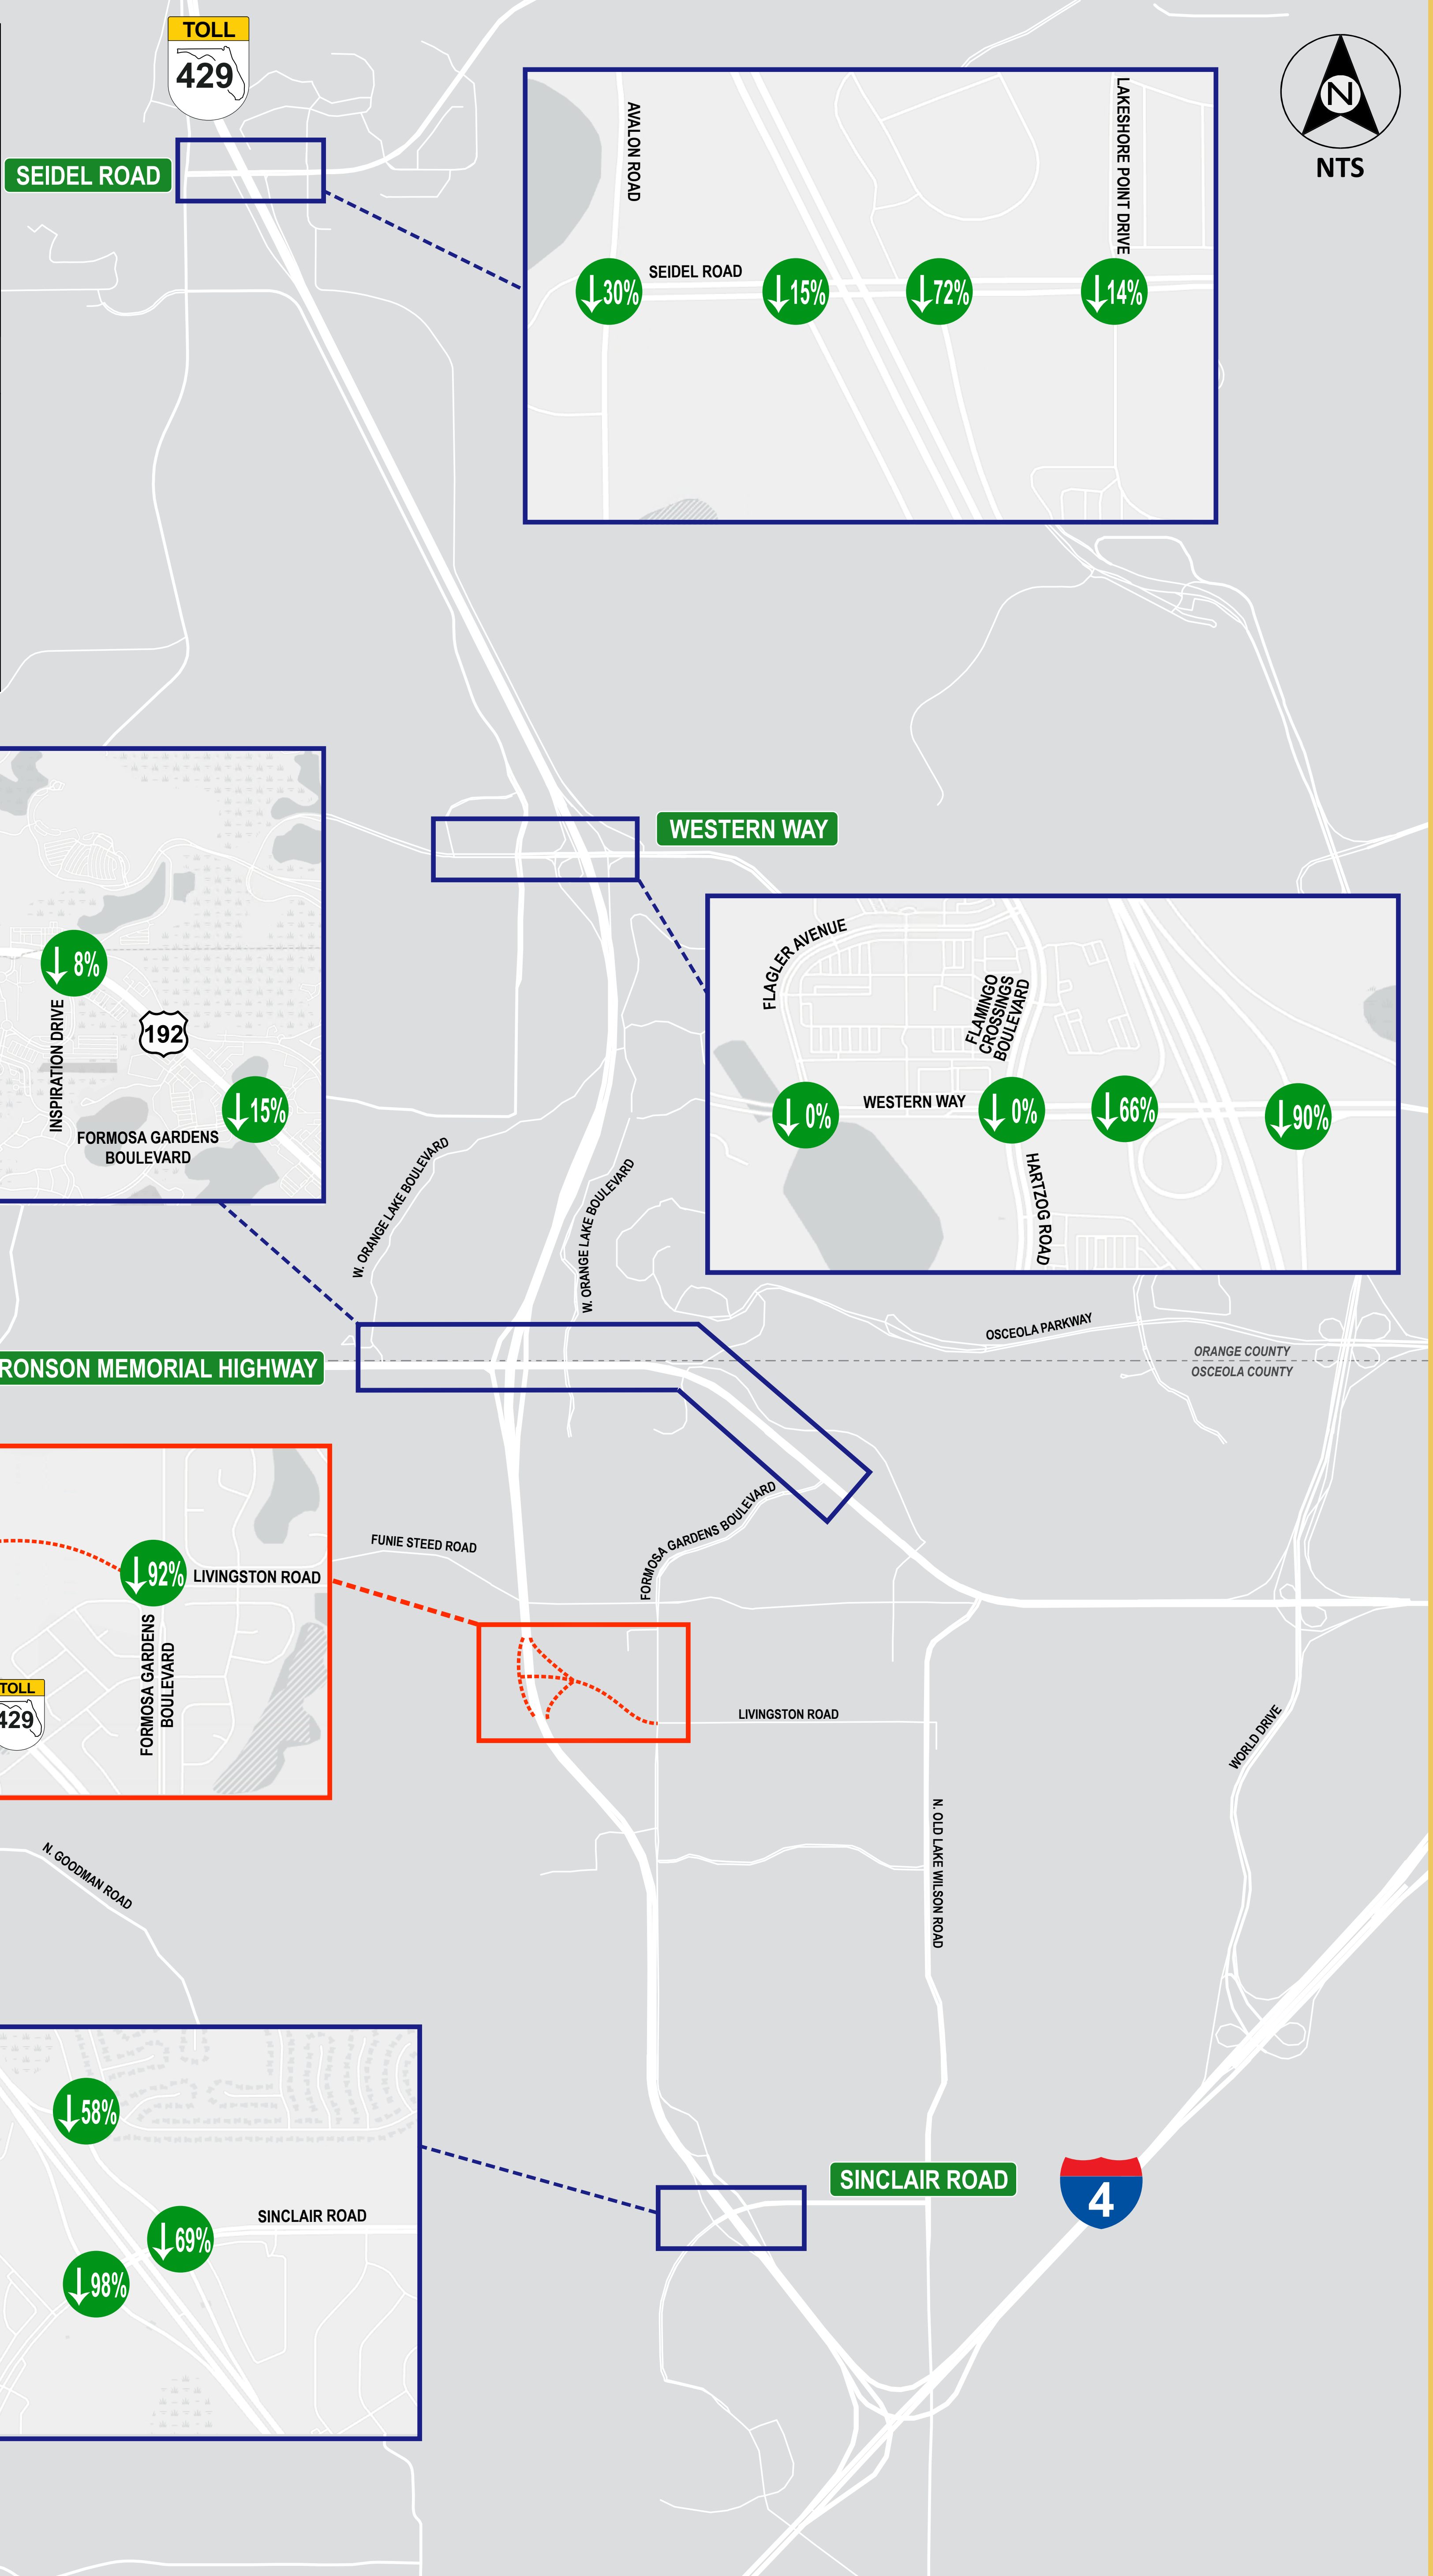 TOLL
429
SEIDEL ROAD
N
NTS
AVALON ROAD
LAKESHORE POINT DRIVE
SEIDEL ROAD
↓30%
↓15%
↓72%
↓14%
WESTERN WAY
↓8%
INSPIRATION DRIVE
192
↓15%
FORMOSA GARDENS
BOULEVARD
FLAGLER AVENUE
FLAMINGO
CROSSINGS
BOULEVARD
WESTERN WAY
↓0%
↓0%
↓66%
↓90%
HARTZOG ROAD
W. ORANGE LAKE BOULEVARD
W. ORANGE LAKE BOULEVARD
OSCEOLA PARKWAY
ORANGE COUNTY
OSCEOLA COUNTY
RONSON MEMORIAL HIGHWAY
↓92%
LIVINGSTON ROAD
FORMOSA GARDENS
BOULEVARD
TOLL
429
FUNIE STEED ROAD
FORMOSA GARDENS BOULEVARD
LIVINGSTON ROAD
WORLD DRIVE
N. OLD LAKE WILSON ROAD
N. GOODMAN ROAD
↓58%
↓69%
SINCLAIR ROAD
↓98%
SINCLAIR ROAD
4